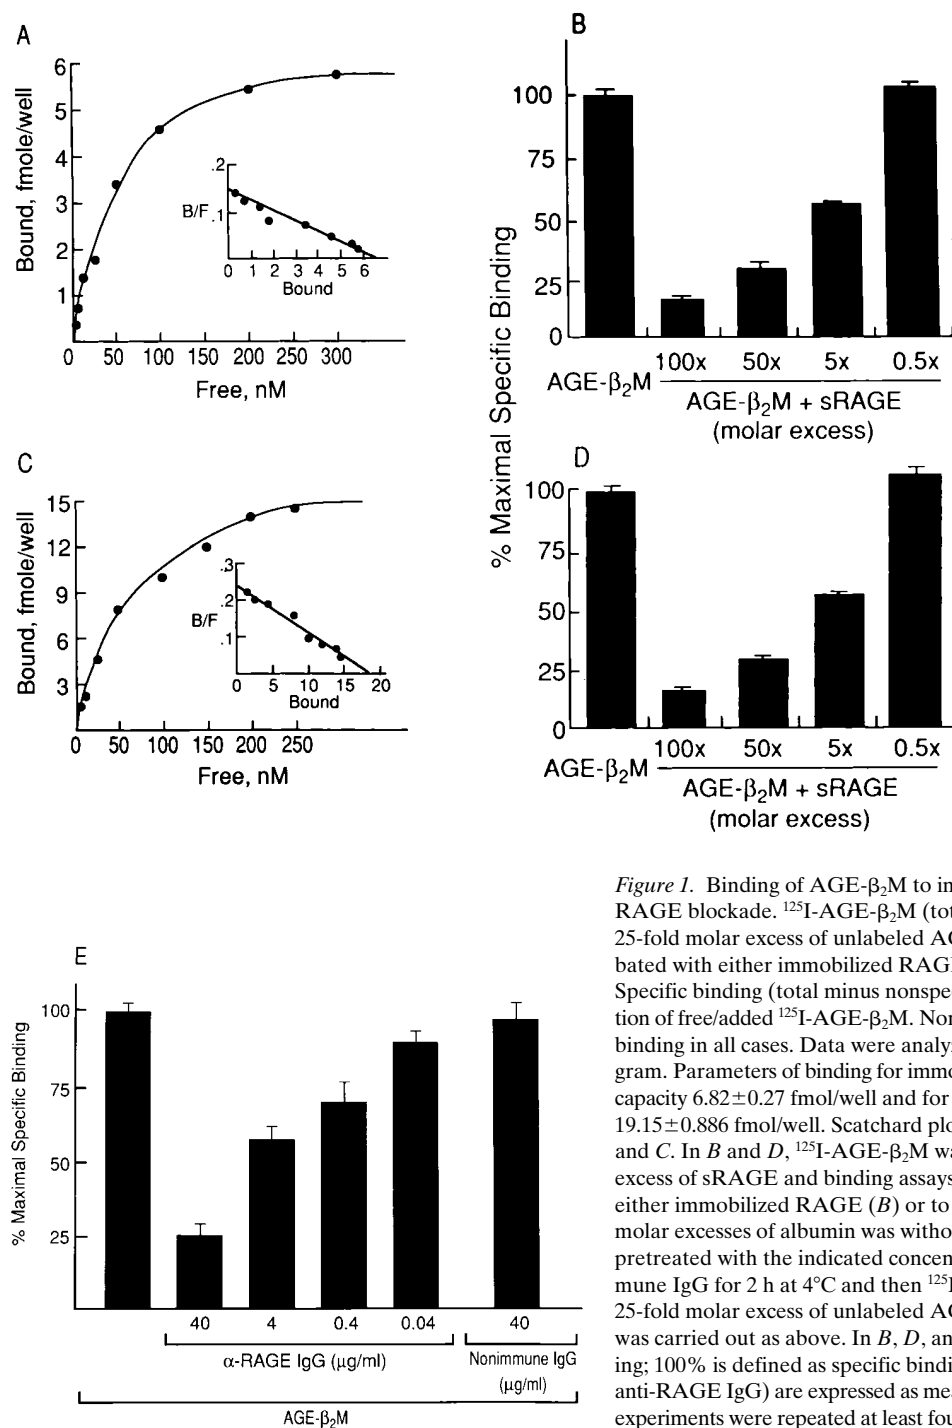 A
6
5
4
3
2
1
Bound, fmole/well
0 50 100 150 200 250 300
Free, nM
.2
B/F .1
0 1 2 3 4 5 6
Bound
B
100
75
50
25
0
% Maximal Specific Binding
100x 50x 5x 0.5x
AGE-β₂M
AGE-β₂M + sRAGE
(molar excess)
C
15
12
9
6
3
Bound, fmole/well
0 50 100 150 200 250
Free, nM
.3
.2
B/F
.1
0 5 10 15 20
Bound
D
100
75
50
25
0
100x 50x 5x 0.5x
AGE-β₂M
AGE-β₂M + sRAGE
(molar excess)
E
100
75
50
25
% Maximal Specific Binding
40 4 0.4 0.04 40
α-RAGE IgG (μg/ml)
Nonimmune IgG
(μg/ml)
AGE-β₂M
Figure 1. Binding of AGE-β₂M to im
RAGE blockade. ¹²⁵I-AGE-β₂M (tot
25-fold molar excess of unlabeled AG
bated with either immobilized RAGE
Specific binding (total minus nonspe
tion of free/added ¹²⁵I-AGE-β₂M. Non
binding in all cases. Data were analys
gram. Parameters of binding for immo
capacity 6.82±0.27 fmol/well and for
19.15±0.886 fmol/well. Scatchard plo
and C. In B and D, ¹²⁵I-AGE-β₂M wa
excess of sRAGE and binding assays
either immobilized RAGE (B) or to
molar excesses of albumin was witho
pretreated with the indicated concen
mune IgG for 2 h at 4°C and then ¹²⁵I
25-fold molar excess of unlabeled AG
was carried out as above. In B, D, an
ing; 100% is defined as specific bindi
anti-RAGE IgG) are expressed as me
experiments were repeated at least fou